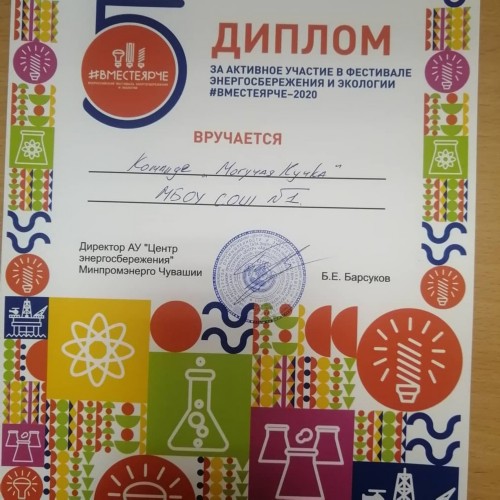 5
#ВМЕСТЕЯРЧЕ
ДИПЛОМ
ЗА АКТИВНОЕ УЧАСТИЕ В ФЕСТИВАЛЕ
ЭНЕРГОСБЕРЕЖЕНИЯ И ЭКОЛОГИИ
#ВМЕСТЕЯРЧЕ–2020
ВРУЧАЕТСЯ
Команде „Могучая Кучка"
МБОУ СОШ №1.
Директор АУ "Центр
энергосбережения"
Минпромэнерго Чувашии
Б.Е. Барсуков